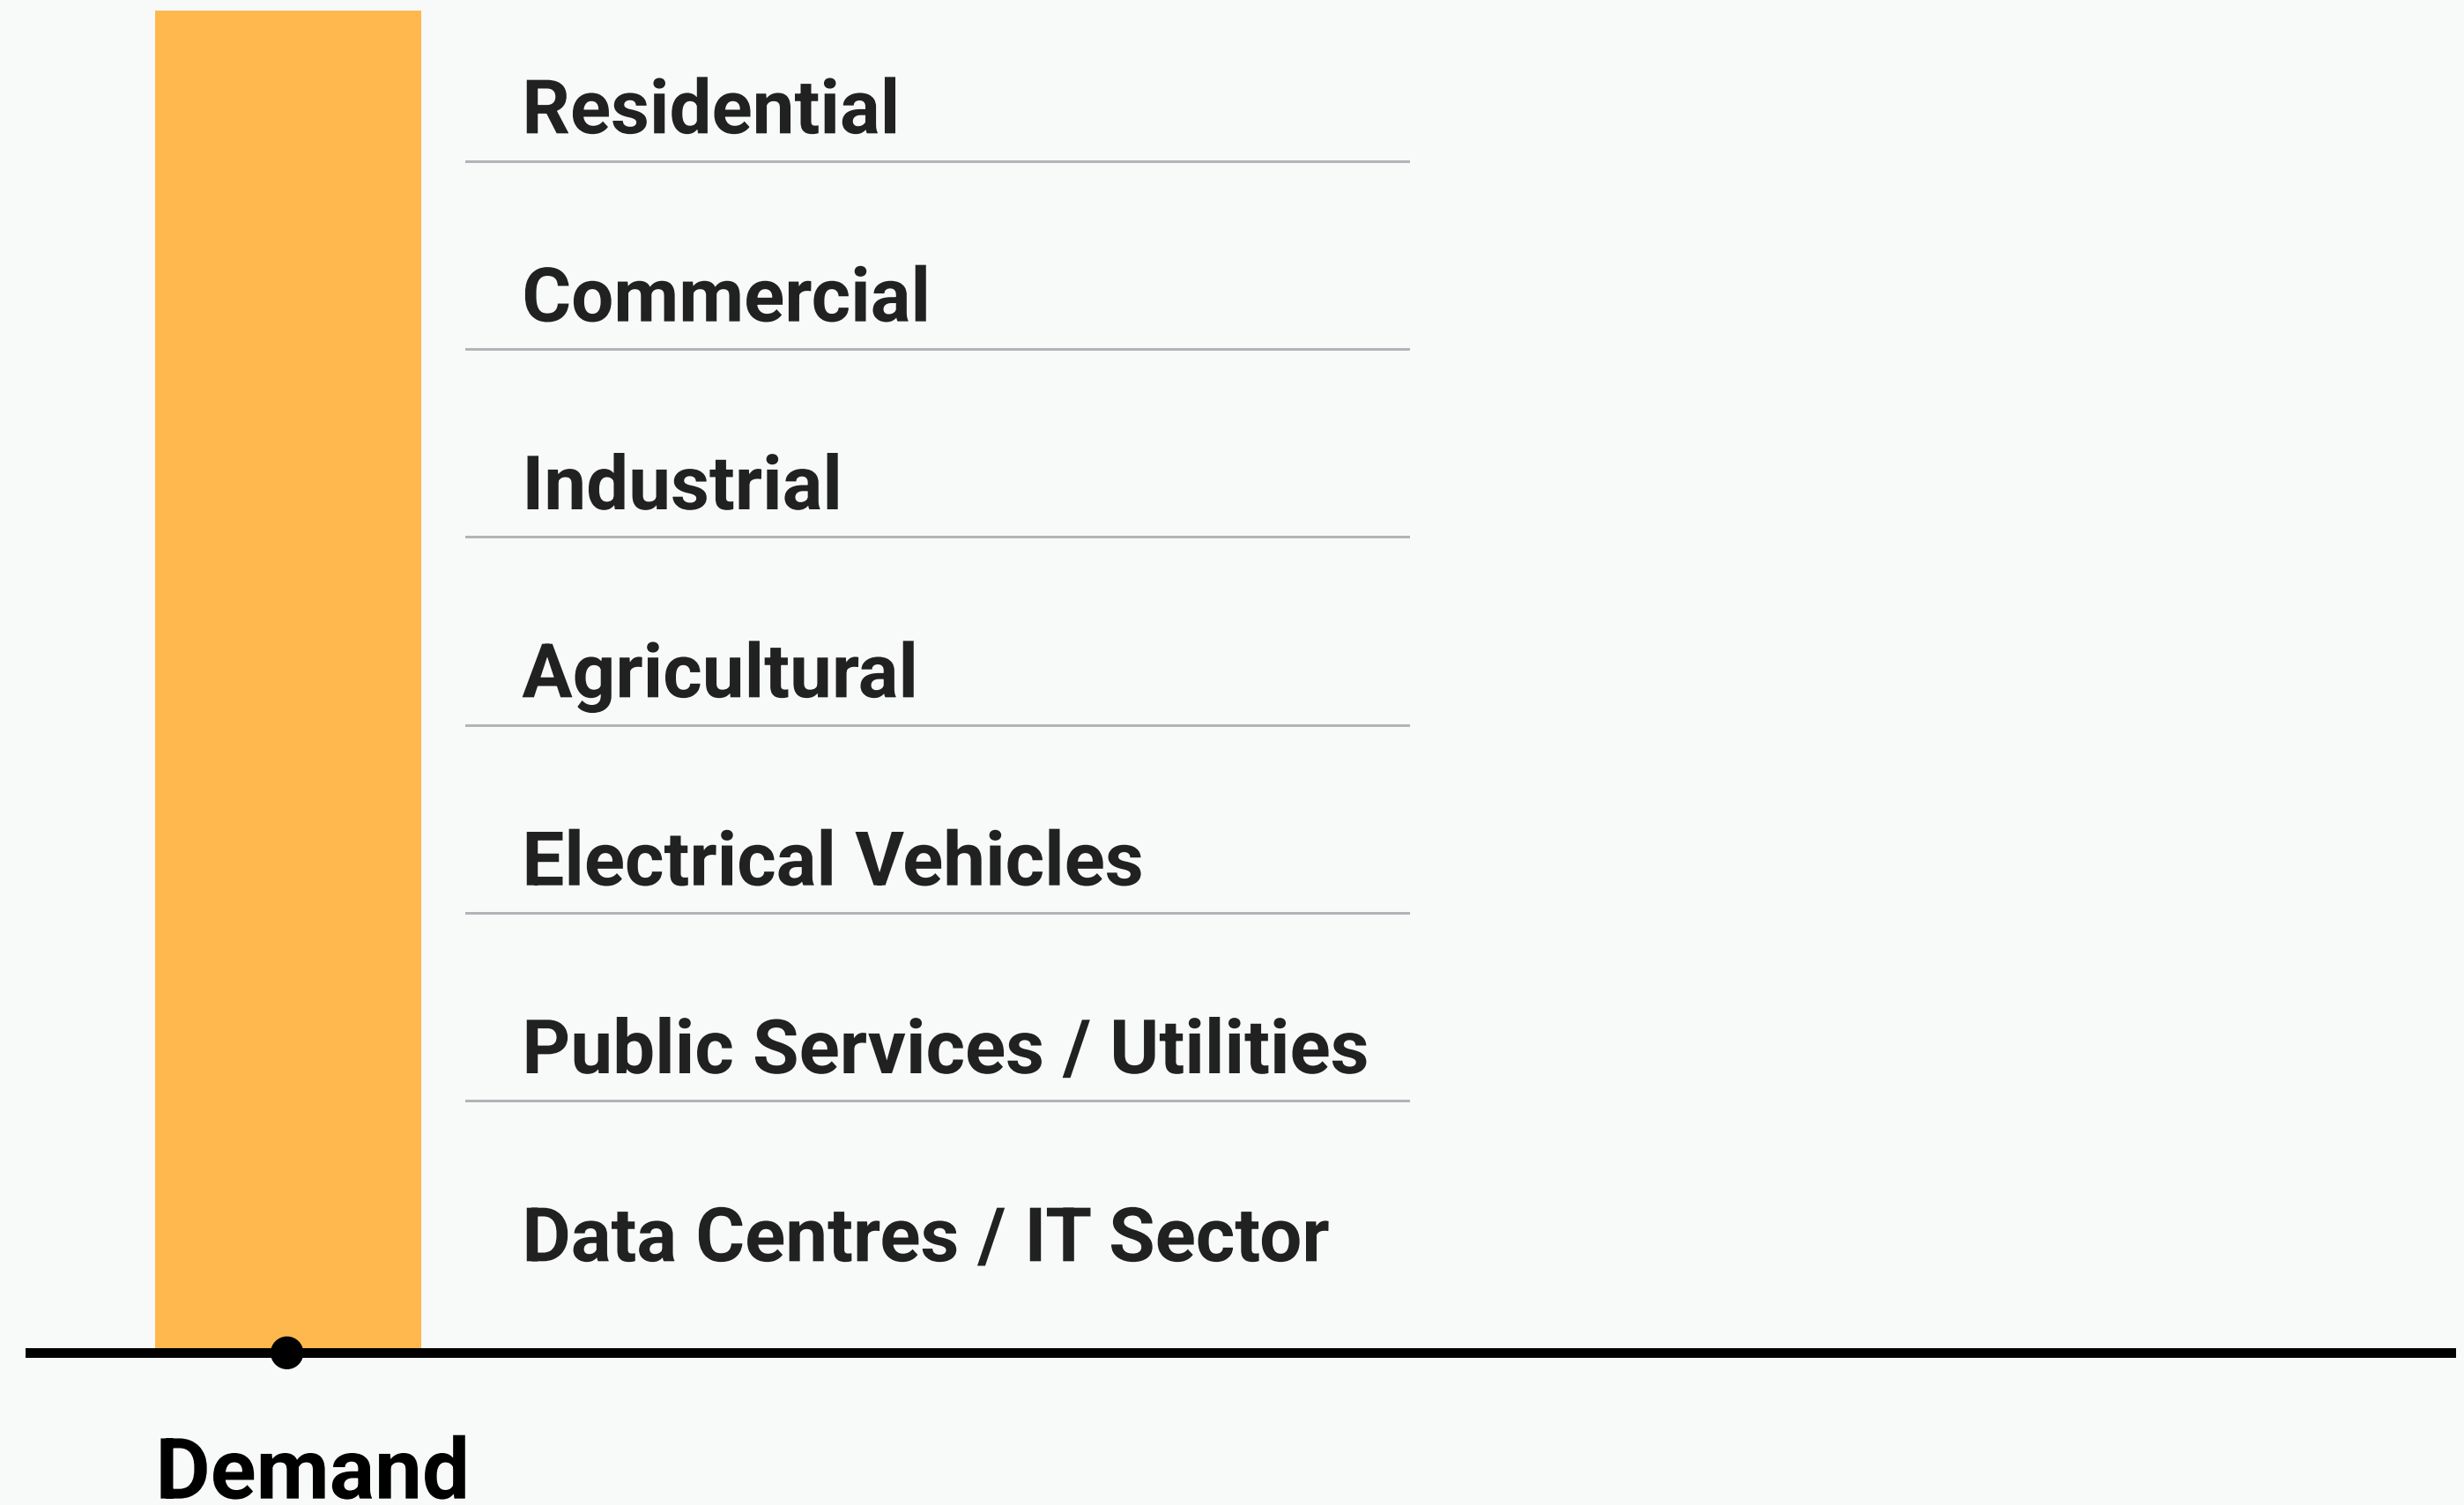 Residential
Commercial
Industrial
Agricultural
Electrical Vehicles
Public Services / Utilities
Data Centres / IT Sector
Demand